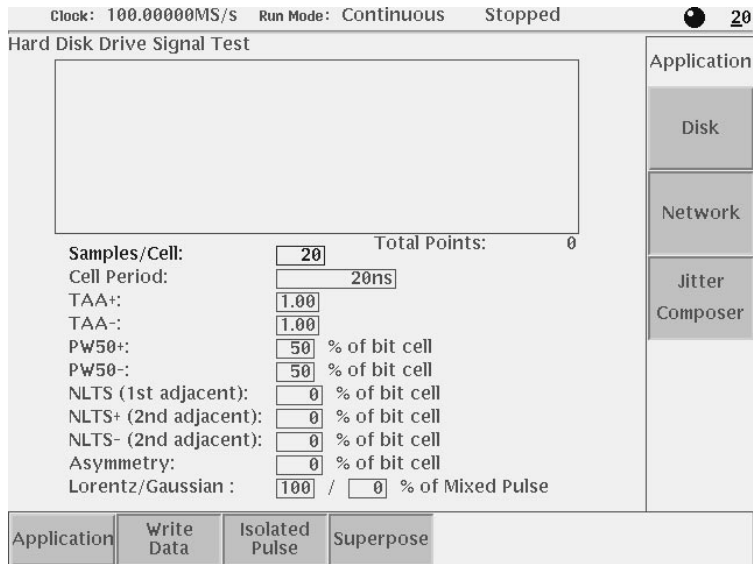 Clock: 100.00000MS/s Run Mode: Continuous Stopped 20
Hard Disk Drive Signal Test
Application
Disk
Network
Jitter
Composer
Total Points: 0
Samples/Cell: 20
Cell Period: 20ns
TAA+: 1.00
TAA-: 1.00
PW50+: 50 % of bit cell
PW50-: 50 % of bit cell
NLTS (1st adjacent): 0 % of bit cell
NLTS+ (2nd adjacent): 0 % of bit cell
NLTS- (2nd adjacent): 0 % of bit cell
Asymmetry: 0 % of bit cell
Lorentz/Gaussian : 100 / 0 % of Mixed Pulse
Application
Write
Data
Isolated
Pulse
Superpose